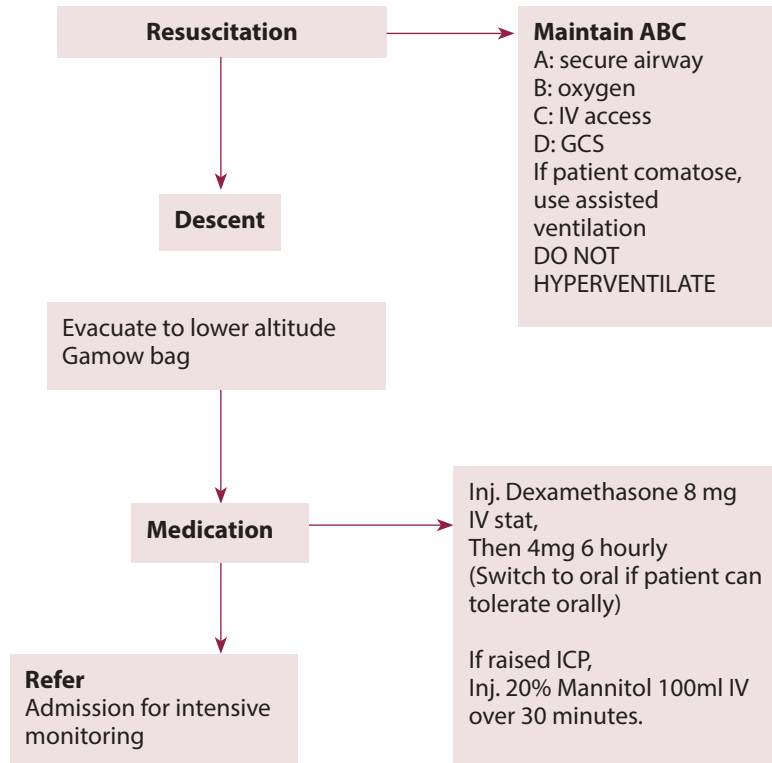 Resuscitation
Maintain ABC
A: secure airway
B: oxygen
C: IV access
D: GCS
If patient comatose,
use assisted
ventilation
DO NOT
HYPERVENTILATE
Descent
Evacuate to lower altitude
Gamow bag
Medication
Inj. Dexamethasone 8 mg
IV stat,
Then 4mg 6 hourly
(Switch to oral if patient can
tolerate orally)
If raised ICP,
Inj. 20% Mannitol 100ml IV
over 30 minutes.
Refer
Admission for intensive
monitoring